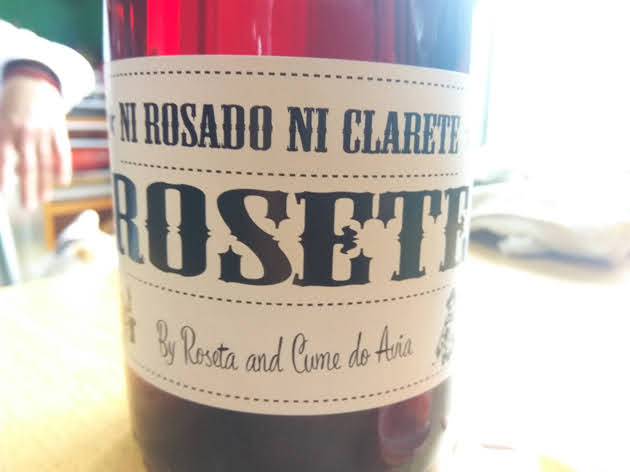 NI ROSADO NI CLARETE
ROSETE
By Roseta and Cume do Avia